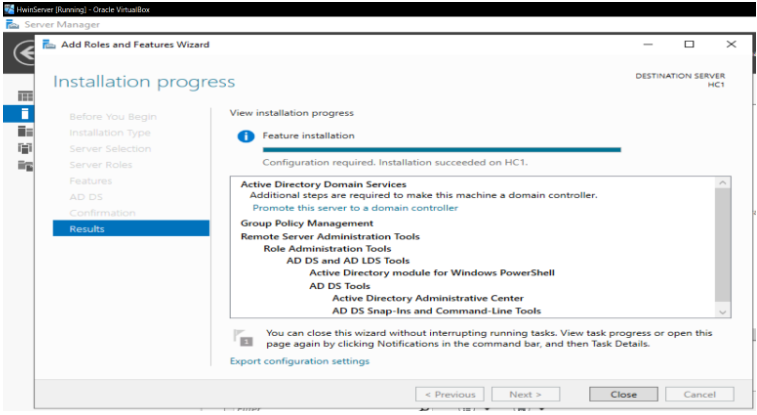 HwinServer [Running] - Oracle VirtualBox
Server Manager
Add Roles and Features Wizard
Installation progress
DESTINATION SERVER
HC1
Before You Begin
Installation Type
Server Selection
Server Roles
Features
AD DS
Confirmation
Results
View installation progress
Feature installation
Configuration required. Installation succeeded on HC1.
Active Directory Domain Services
Additional steps are required to make this machine a domain controller.
Promote this server to a domain controller
Group Policy Management
Remote Server Administration Tools
Role Administration Tools
AD DS and AD LDS Tools
Active Directory module for Windows PowerShell
AD DS Tools
Active Directory Administrative Center
AD DS Snap-Ins and Command-Line Tools
1
You can close this wizard without interrupting running tasks. View task progress or open this
page again by clicking Notifications in the command bar, and then Task Details.
Export configuration settings
< Previous
Next >
Close
Cancel